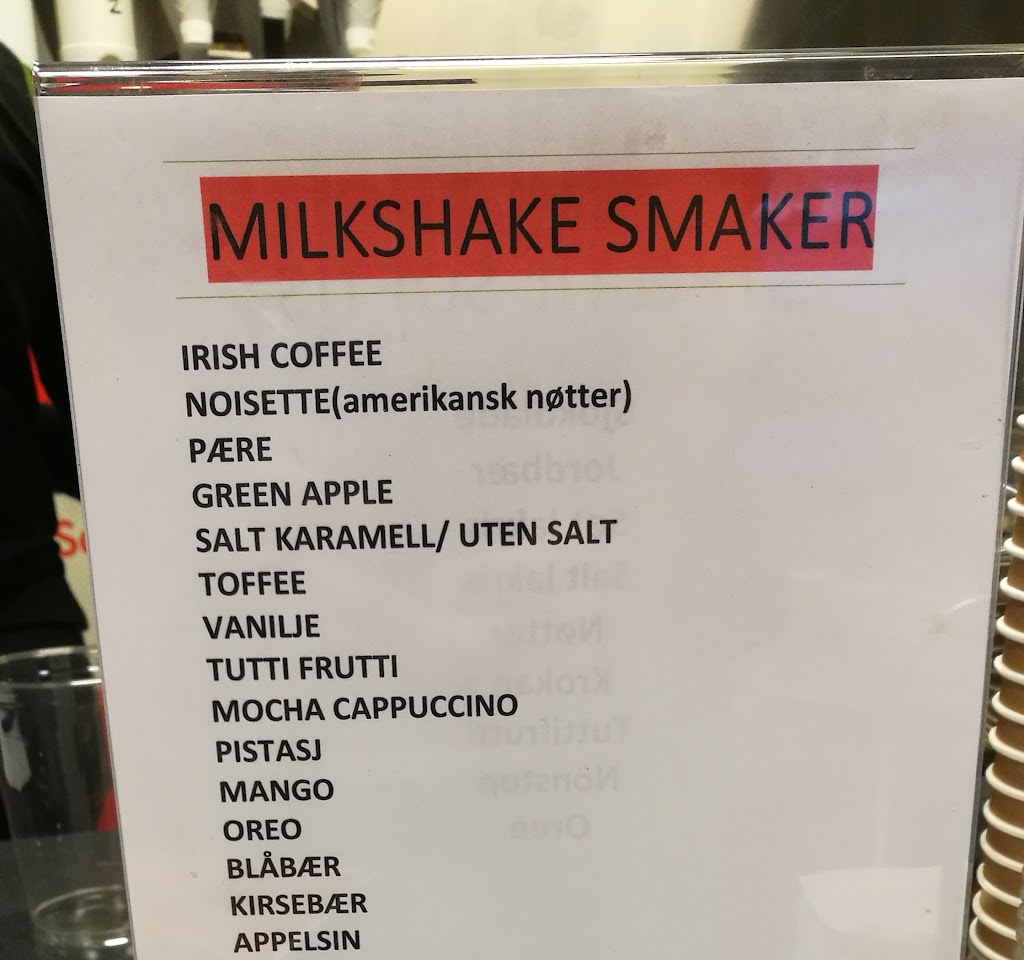 MILKSHAKE SMAKER
IRISH COFFEE
NOISETTE(amerikansk nøtter)
PÆRE
GREEN APPLE
SALT KARAMELL/ UTEN SALT
TOFFEE
VANILJE
TUTTI FRUTTI
MOCHA CAPPUCCINO
PISTASJ
MANGO
OREO
BLÅBÆR
KIRSEBÆR
APPELSIN